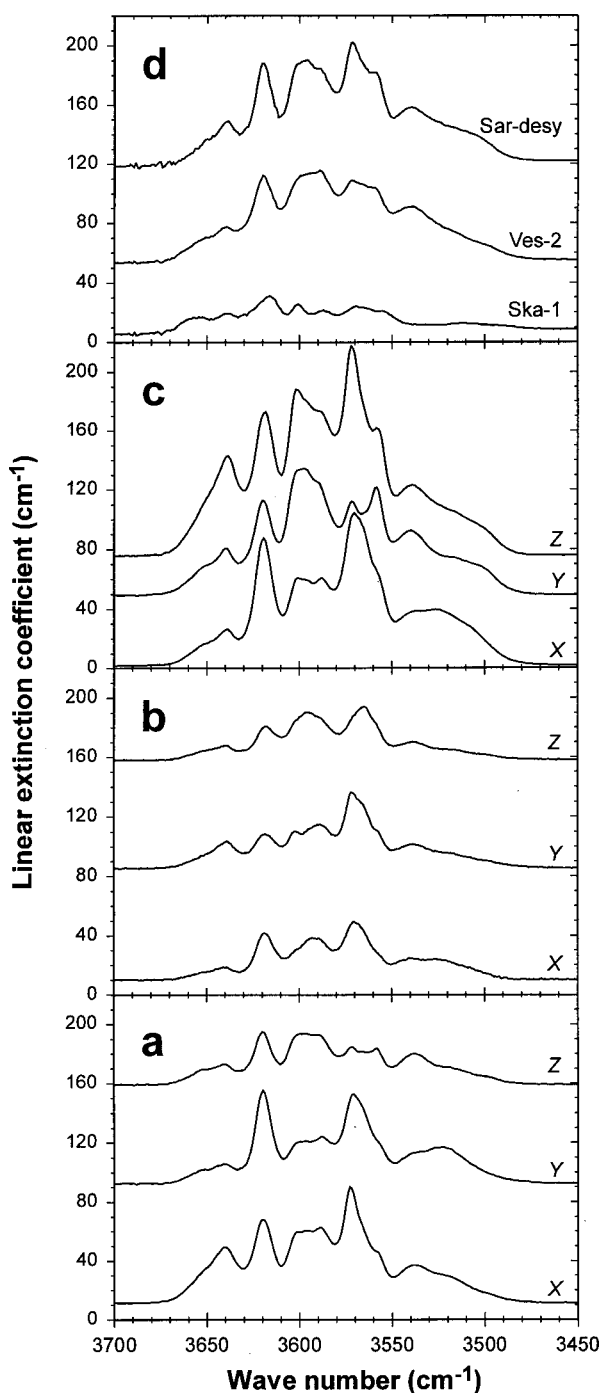 Linear extinction coefficient (cm-1)
d
200
160
120
80
40
0
Sar-desy
Ves-2
Ska-1
c
200
160
120
80
40
0
Z
Y
X
b
200
160
120
80
40
0
Z
Y
X
a
200
160
120
80
40
0
Z
Y
X
3700 3650 3600 3550 3500 3450
Wave number (cm-1)